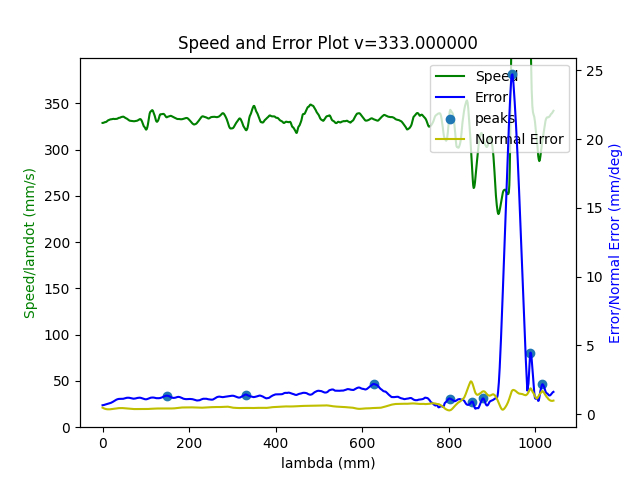 Speed and Error Plot v=333.000000
Speed
Error
peaks
Normal Error
350
300
250
200
150
100
50
0
25
20
15
10
5
0
0
200
400
600
800
1000
lambda (mm)
Speed/lamdot (mm/s)
Error/Normal Error (mm/deg)